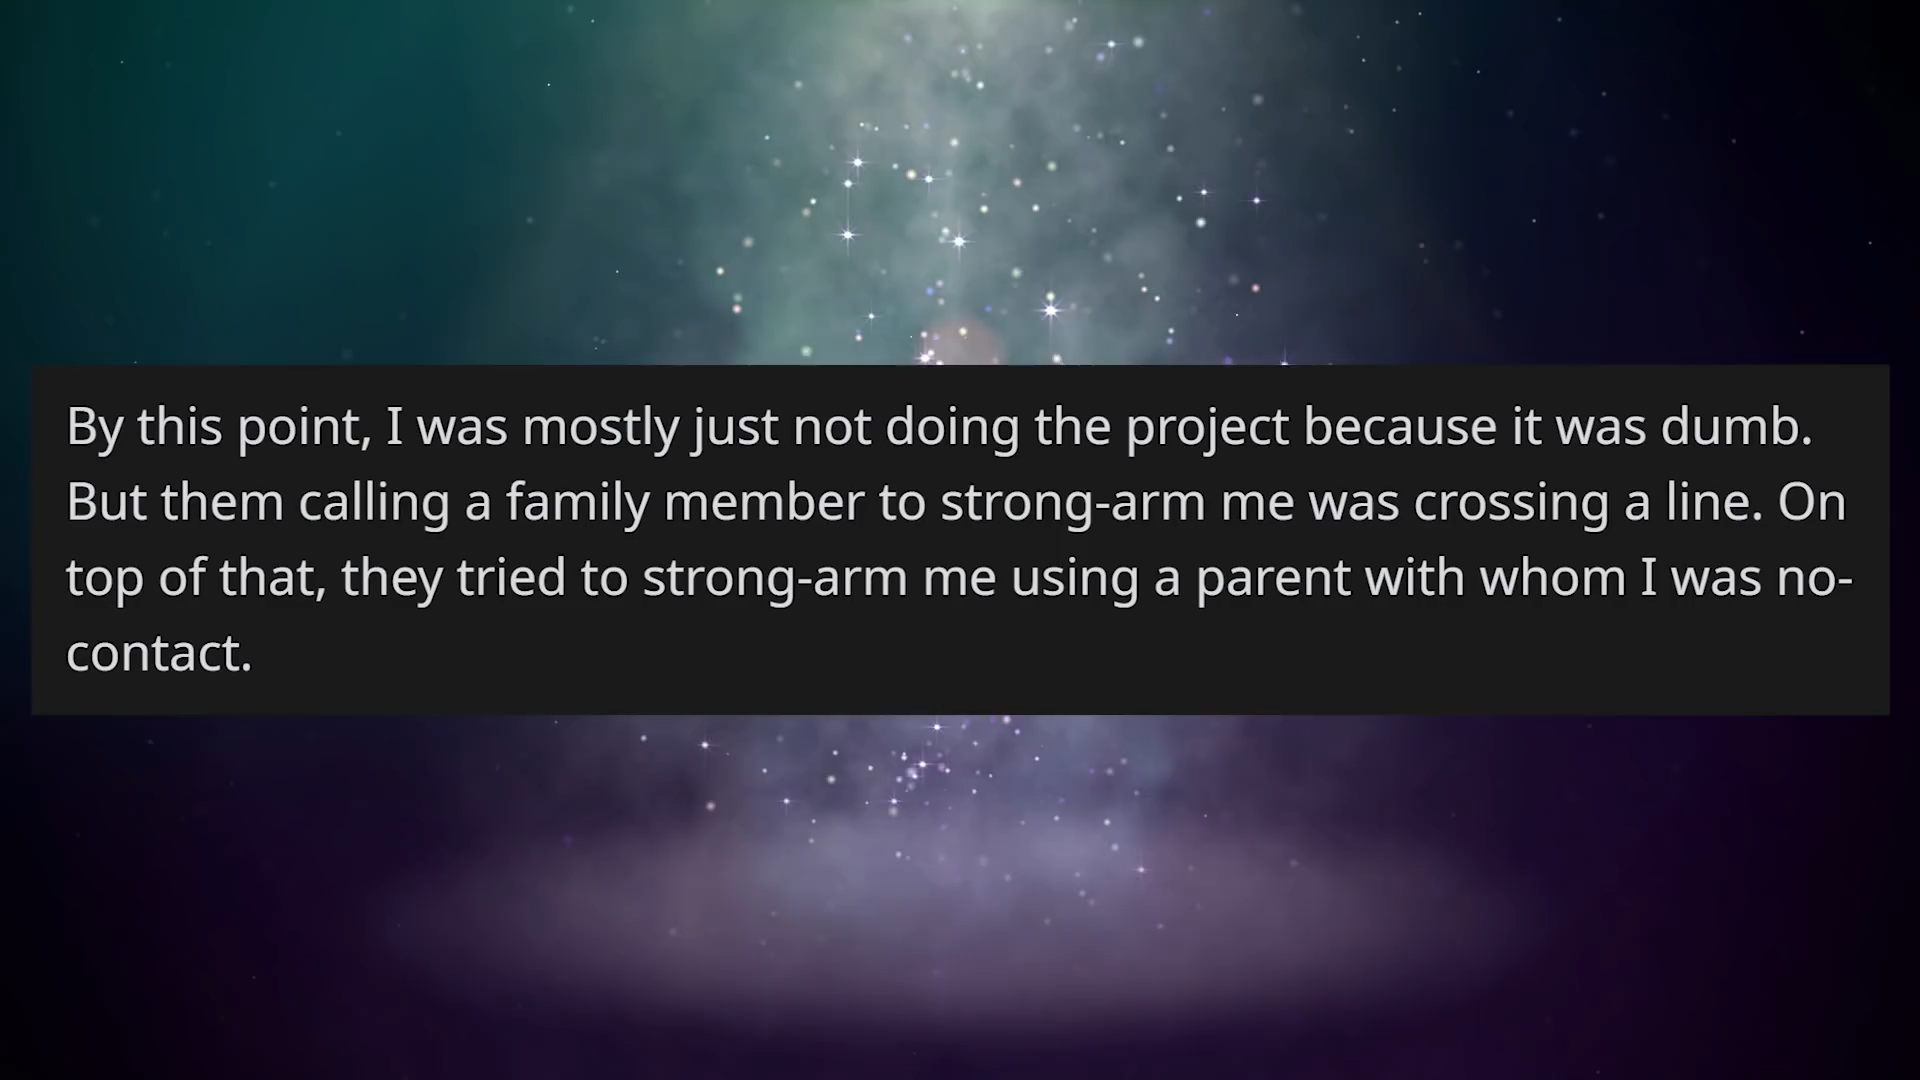 By this point, I was mostly just not doing the project because it was dumb.
But them calling a family member to strong-arm me was crossing a line. On
top of that, they tried to strong-arm me using a parent with whom I was no-
contact.